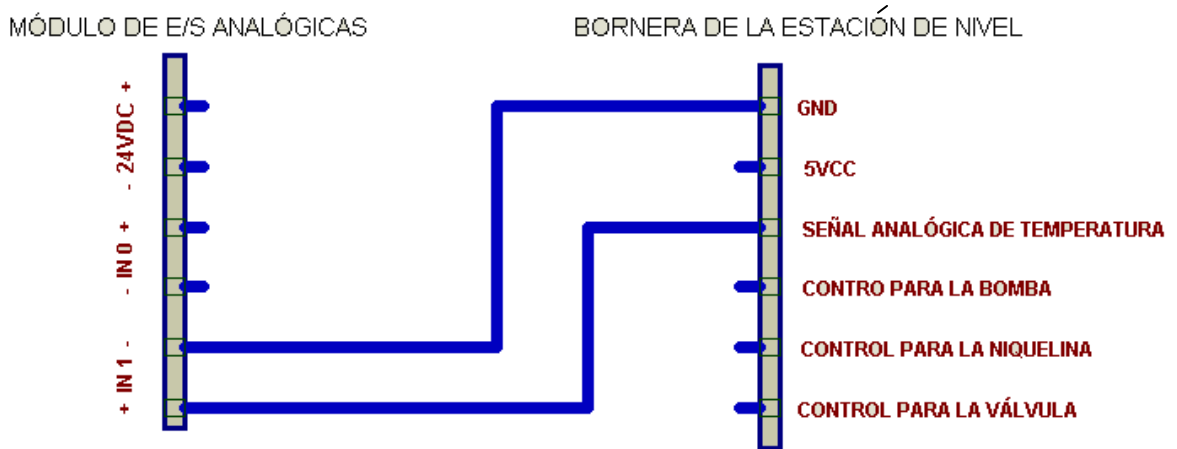 MÓDULO DE E/S ANALÓGICAS
BORNERA DE LA ESTACIÓN DE NIVEL
- 24VDC +
- IN 0 +
+ IN 1 -
GND
5VCC
SEÑAL ANALÓGICA DE TEMPERATURA
CONTRO PARA LA BOMBA
CONTROL PARA LA NIQUELINA
CONTROL PARA LA VÁLVULA